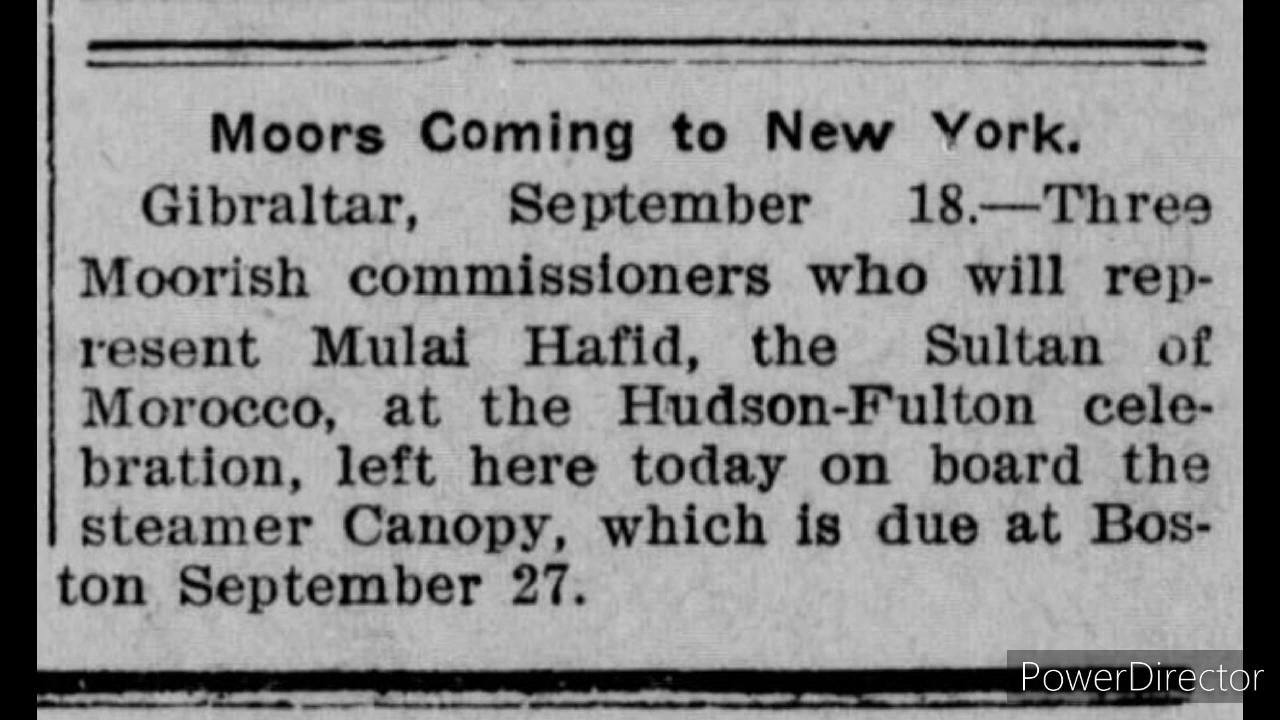 Moors Coming to New York.
Gibraltar, September 18.—Three
Moorish commissioners who will rep-
resent Mulai Hafid, the Sultan of
Morocco, at the Hudson-Fulton cele-
bration, left here today on board the
steamer Canopy, which is due at Bos-
ton September 27.
PowerDirector